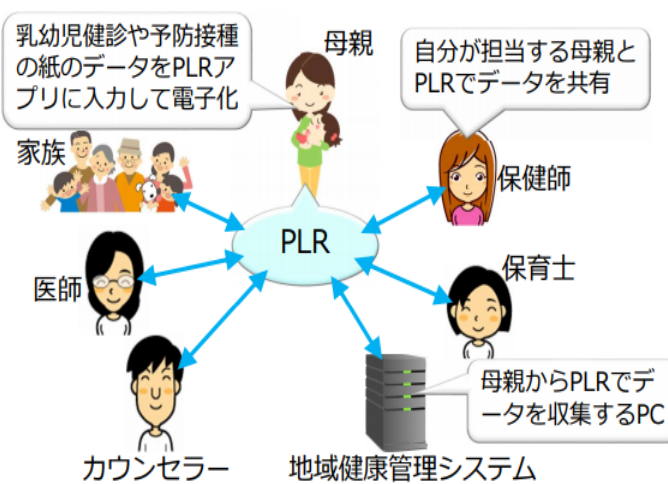 乳幼児健診や予防接種
の紙のデータをPLRア
プリに入力して電子化
母親
自分が担当する母親と
PLRでデータを共有
家族
保健師
PLR
医師
保育士
母親からPLRでデ
ータを収集するPC
カウンセラー
地域健康管理システム